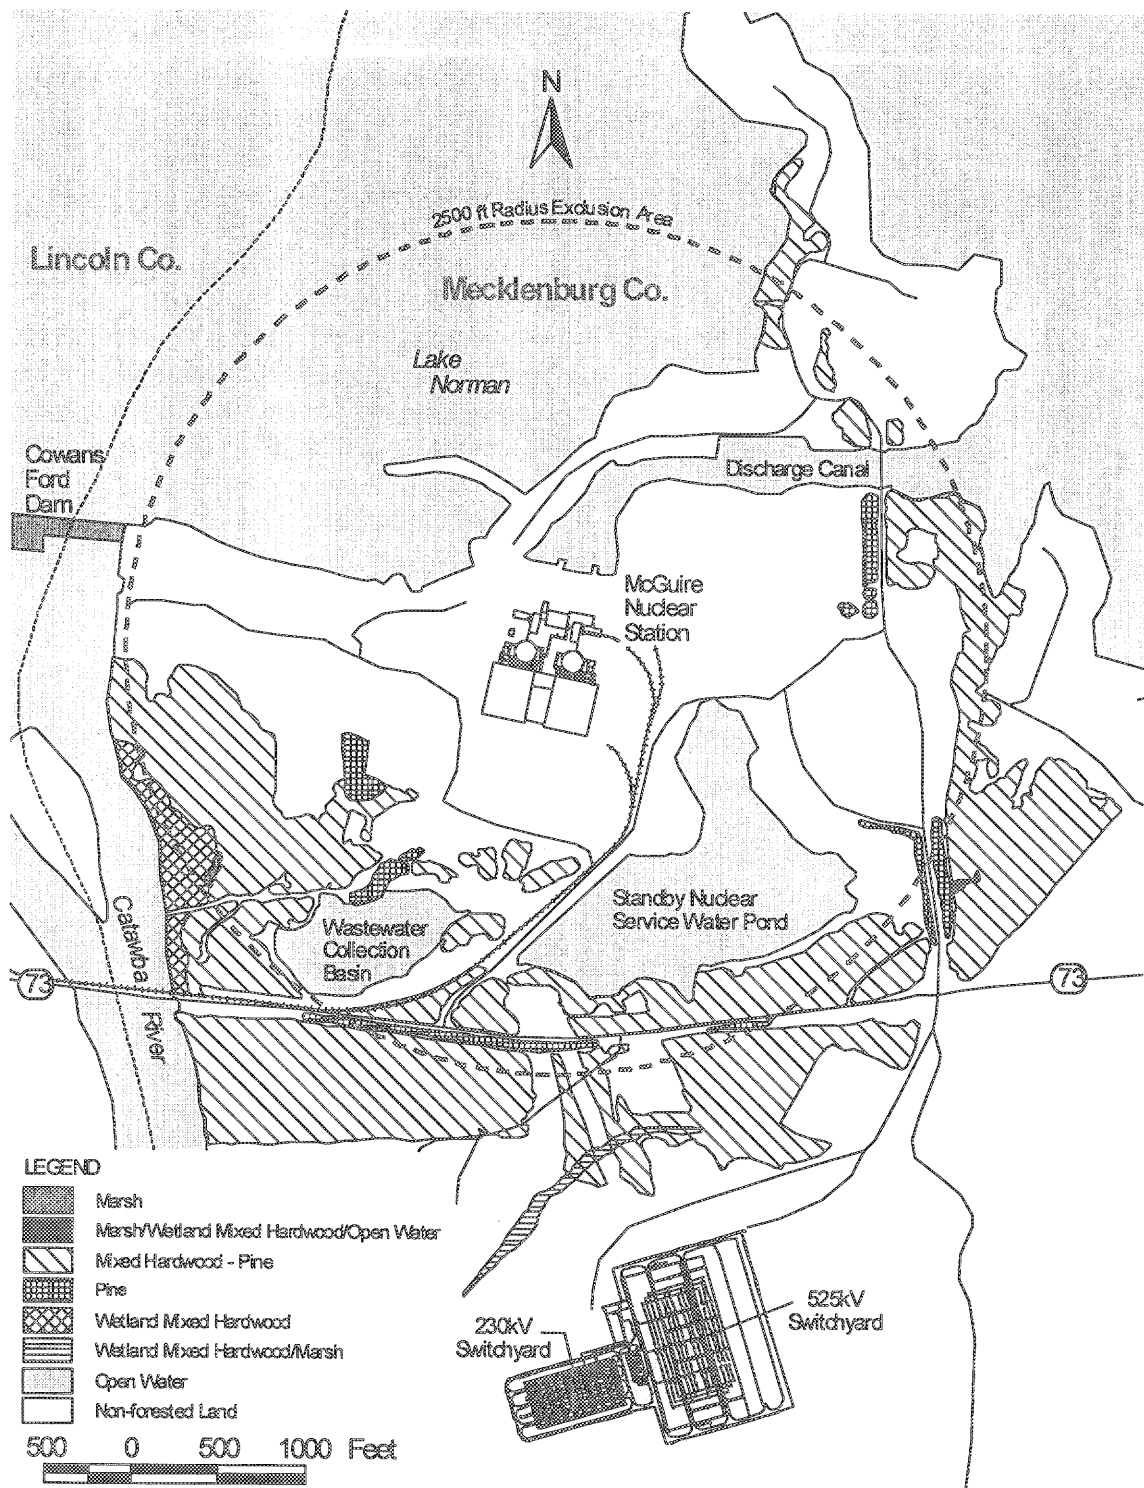 N
2500 ft Radius Exclusion Area
Lincoln Co.
Mecklenburg Co.
Lake
Norman
Cowans
Ford
Dam
Discharge Canal
McGuire
Nuclear
Station
Standby Nuclear
Service Water Pond
Wastewater
Collection
Basin
Catawba
River
73
73
LEGEND
Marsh
Marsh/Wetland Mixed Hardwood/Open Water
Mixed Hardwood - Pine
Pine
Wetland Mixed Hardwood
Wetland Mixed Hardwood/Marsh
Open Water
Non-forested Land
525kV
Switchyard
230kV
Switchyard
500 0 500 1000 Feet